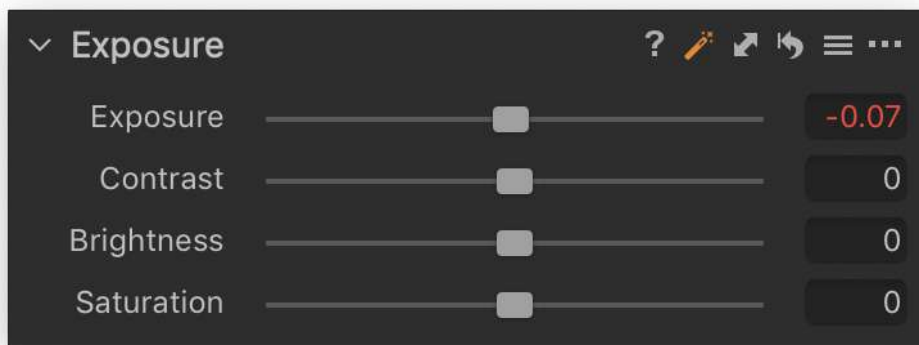 Exposure ?
Exposure -0.07
Contrast 0
Brightness 0
Saturation 0